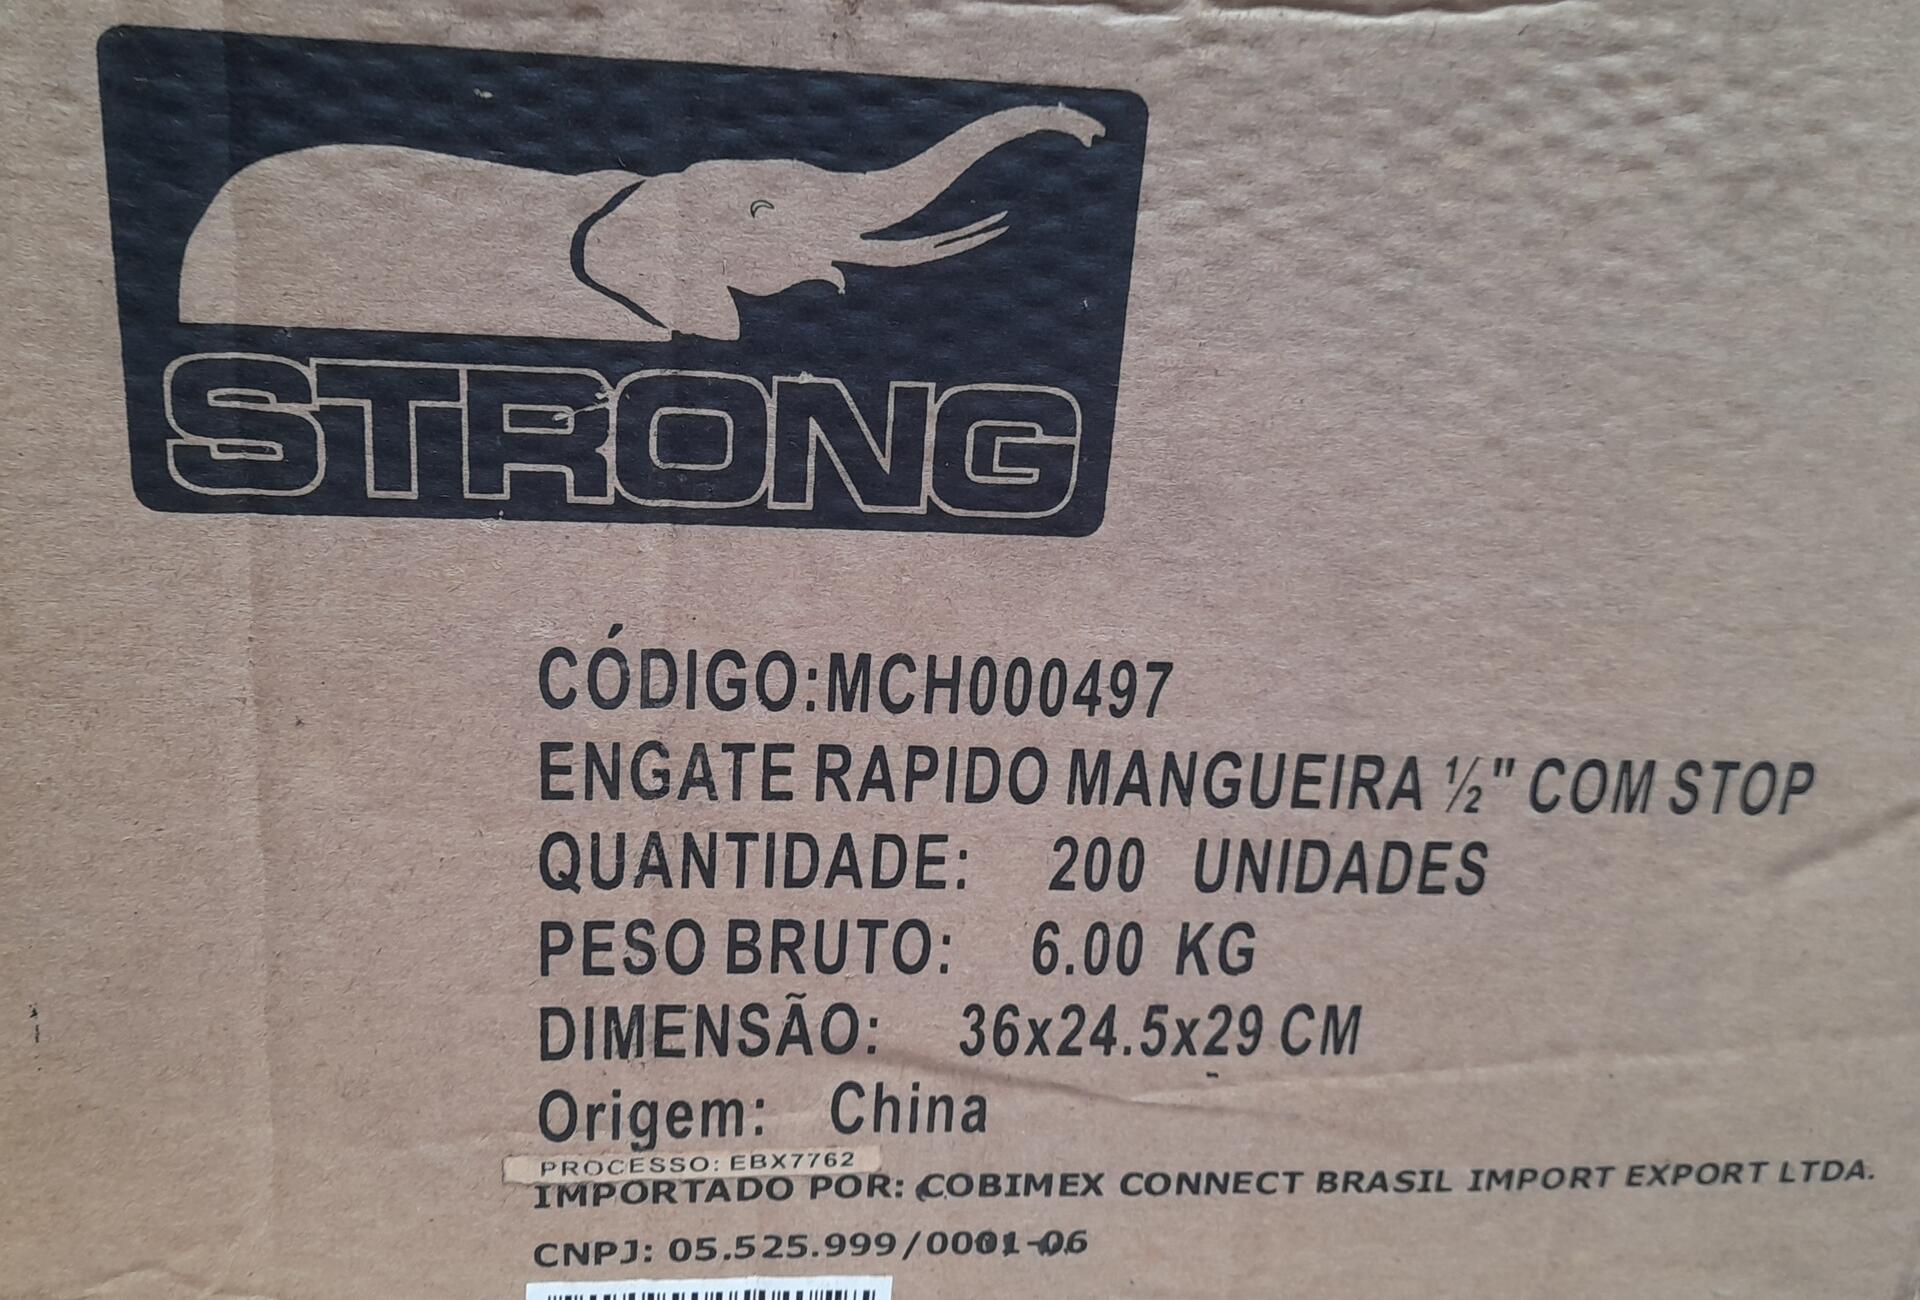 STRONG
CÓDIGO:MCH000497
ENGATE RAPIDO MANGUEIRA ½" COM STOP
QUANTIDADE: 200 UNIDADES
PESO BRUTO: 6.00 KG
DIMENSÃO: 36x24.5x29 CM
Origem: China
PROCESSO: EBX7762
IMPORTADO POR: COBIMEX CONNECT BRASIL IMPORT EXPORT LTDA.
CNPJ: 05.525.999/0001-06